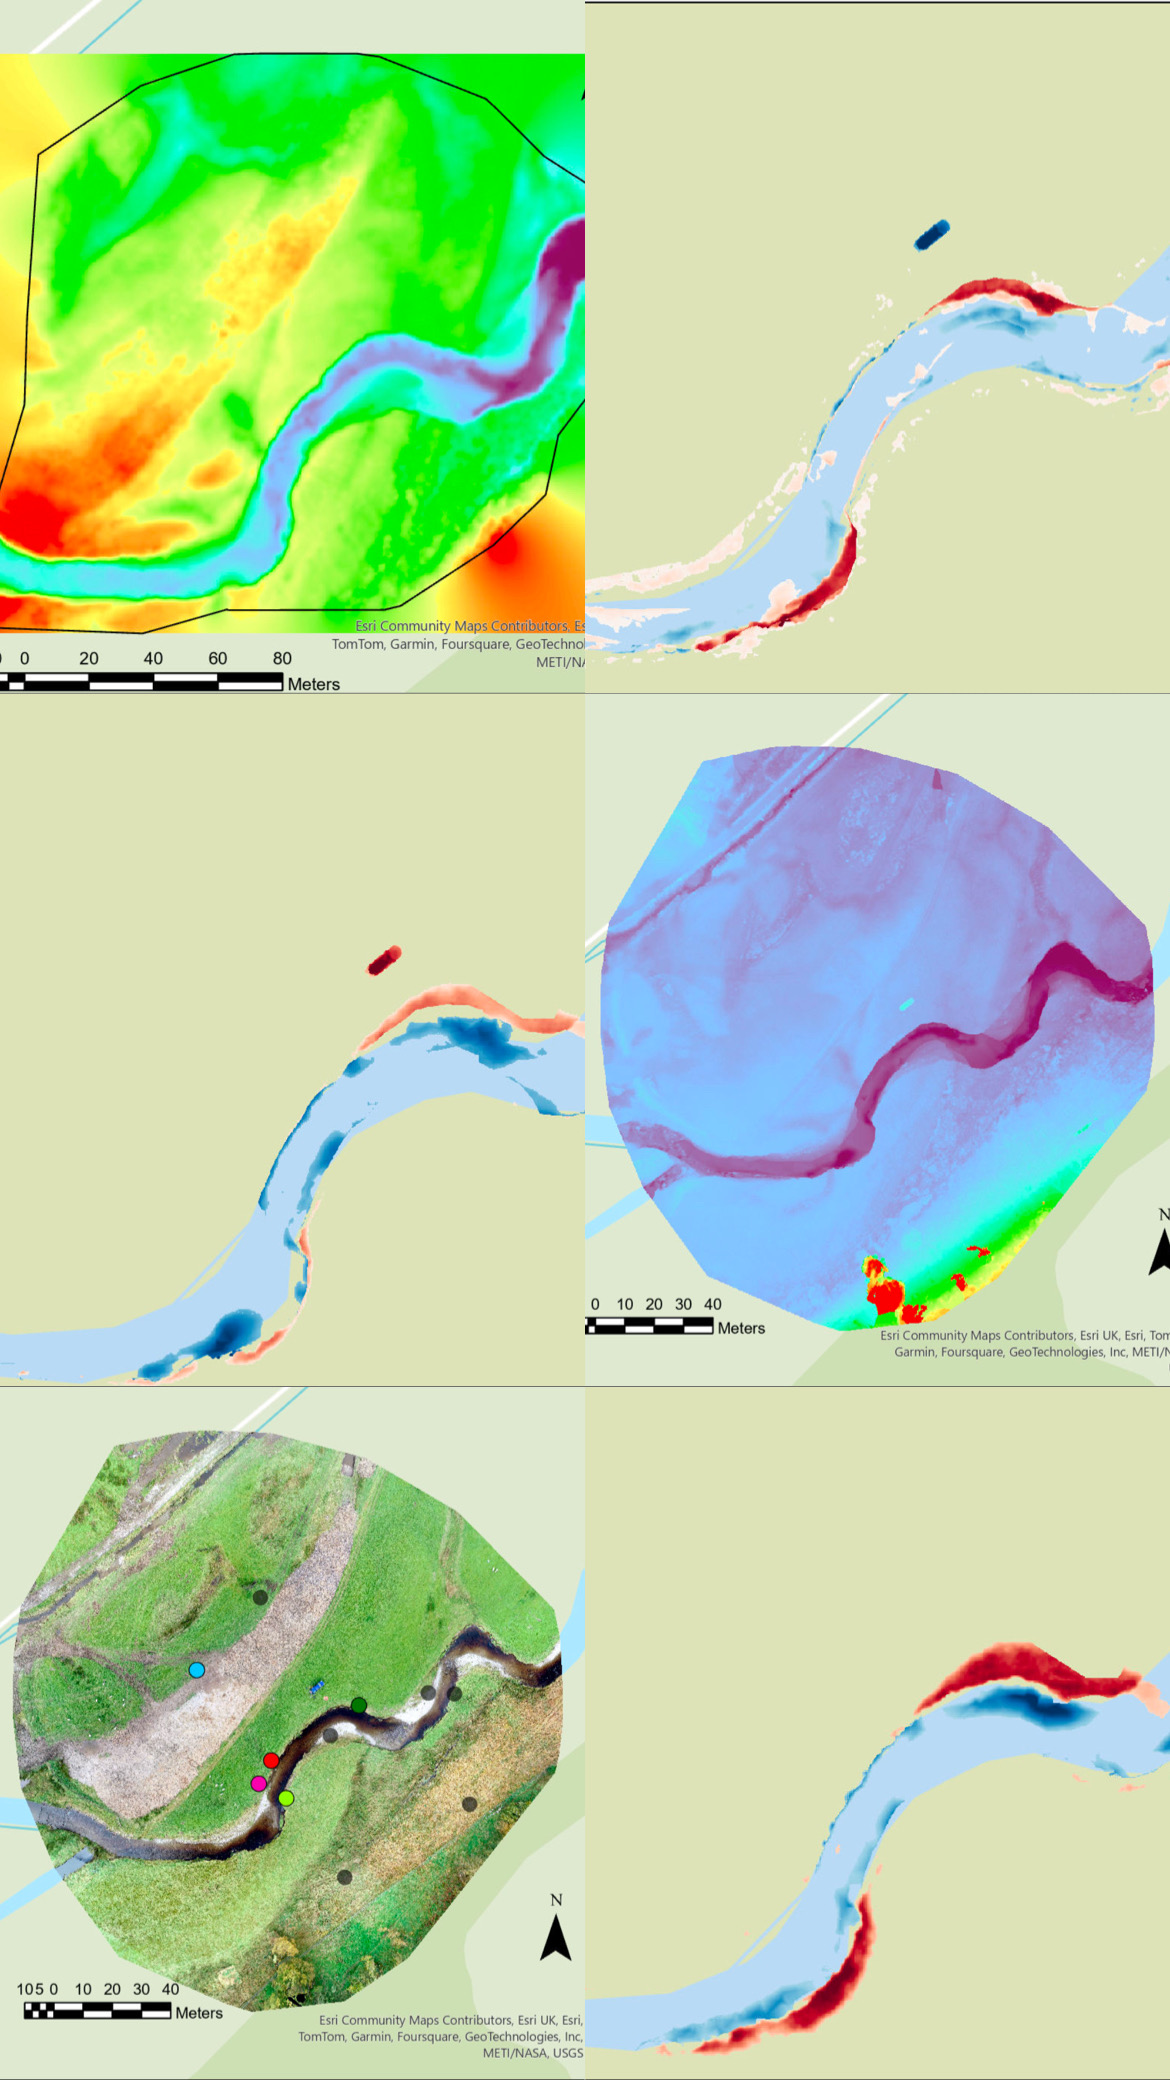 Esri Community Maps Contributors, Es
TomTom, Garmin, Foursquare, GeoTechnol
METI/NA
0 0 20 40 60 80
Meters
N
0 10 20 30 40
Meters
Esri Community Maps Contributors, Esri UK, Esri, Tom
Garmin, Foursquare, GeoTechnologies, Inc, METI/N
N
10 5 0 10 20 30 40
Meters
Esri Community Maps Contributors, Esri UK, Esri,
TomTom, Garmin, Foursquare, GeoTechnologies, Inc,
METI/NASA, USGS